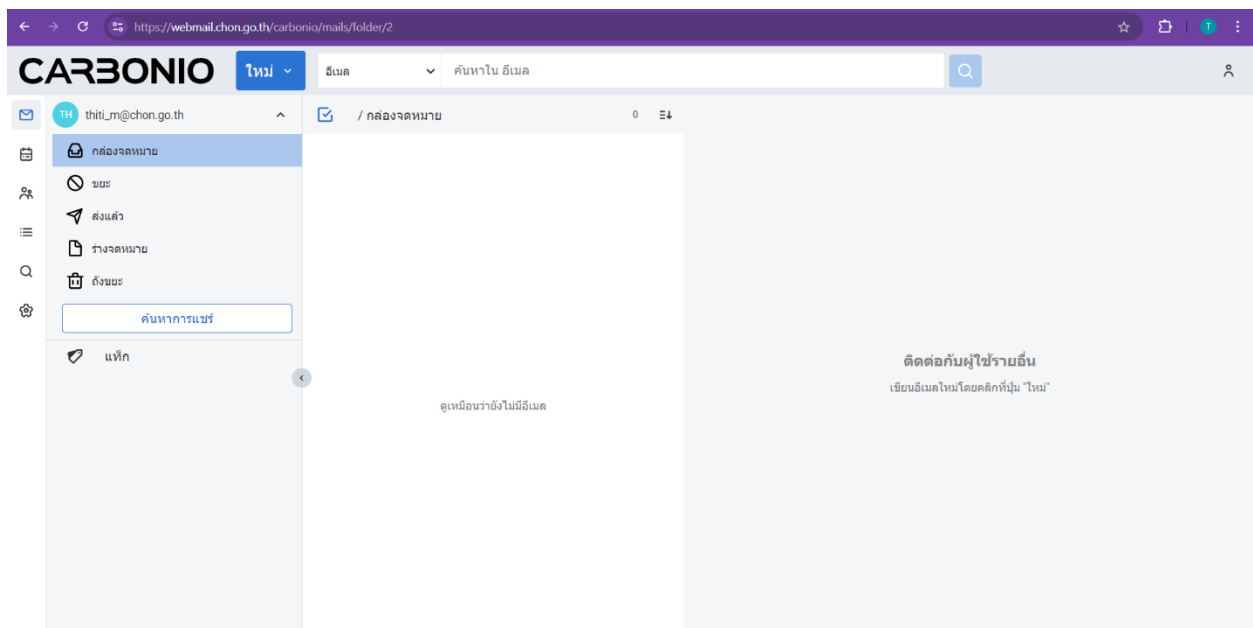 https://webmail.chon.go.th/carbonio/mails/folder/2
T
CARBONIO
ใหม่
อีเมล
ค้นหาใน อีเมล
TH
thiti_m@chon.go.th
/ กล่องจดหมาย
0
กล่องจดหมาย
ขยะ
ส่งแล้ว
ร่างจดหมาย
ถังขยะ
ค้นหาการแชร์
แท็ก
ดูเหมือนว่ายังไม่มีอีเมล
ติดต่อกับผู้ใช้รายอื่น
เขียนอีเมลใหม่โดยคลิกที่ปุ่ม "ใหม่"